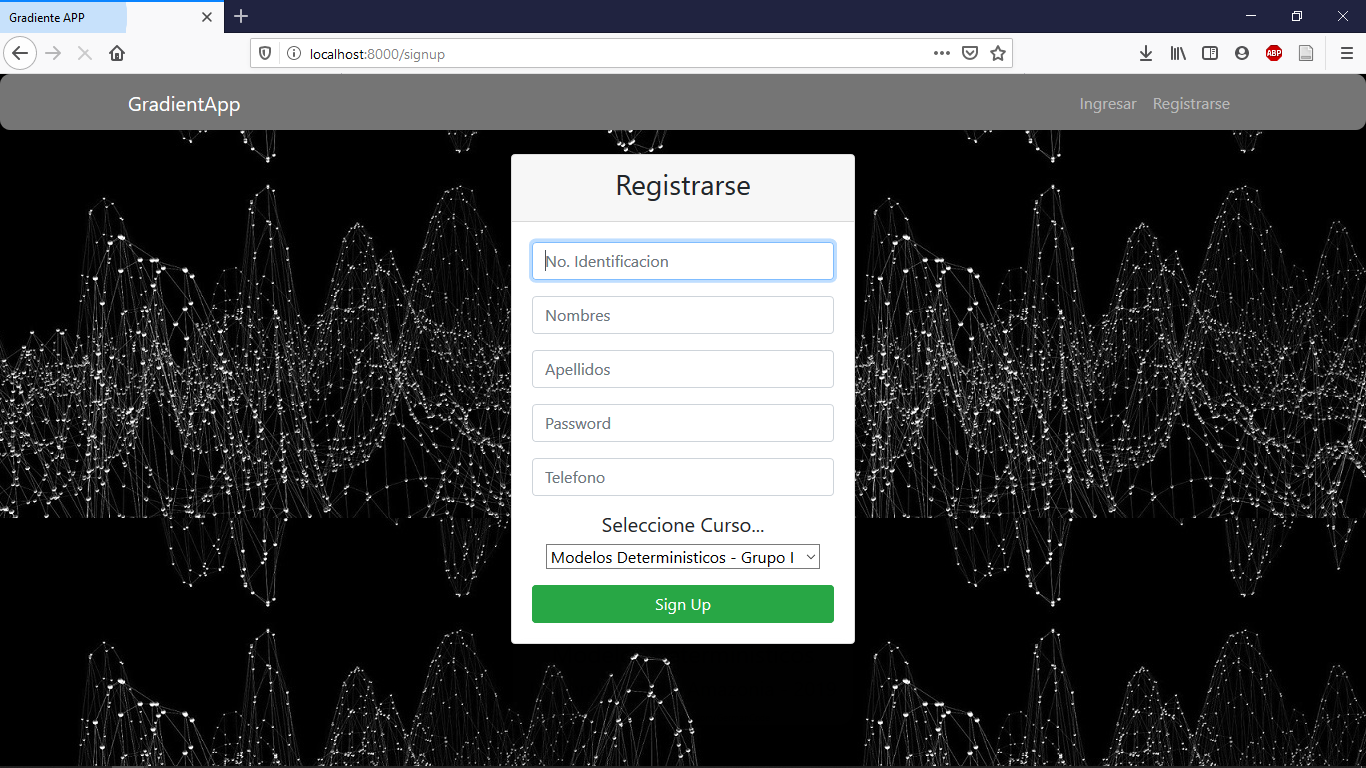 Gradiente APP
localhost:8000/signup
ABP
GradientApp
Ingresar Registrarse
Registrarse
No. Identificacion
Nombres
Apellidos
Password
Telefono
Seleccione Curso...
Modelos Deterministicos - Grupo I
Sign Up